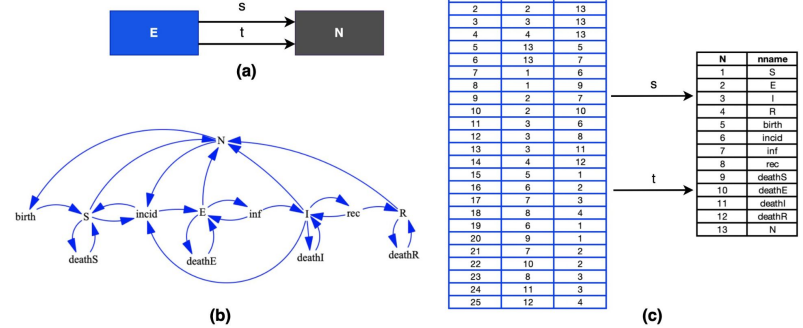 s
E
t
N
(a)
N
birth
S
incid
E
inf
I
rec
R
deathS
deathE
deathI
deathR
(b)
2 2 13
3 3 13
4 4 13
5 13 5
6 13 7
7 1 6
8 1 9
9 2 7
10 2 10
11 3 6
12 3 8
13 3 11
14 4 12
15 5 1
16 6 2
17 7 3
18 8 4
19 6 1
20 9 1
21 7 2
22 10 2
23 8 3
24 11 3
25 12 4
s
t
N nname
1 S
2 E
3 I
4 R
5 birth
6 incid
7 inf
8 rec
9 deathS
10 deathE
11 deathI
12 deathR
13 N
(c)